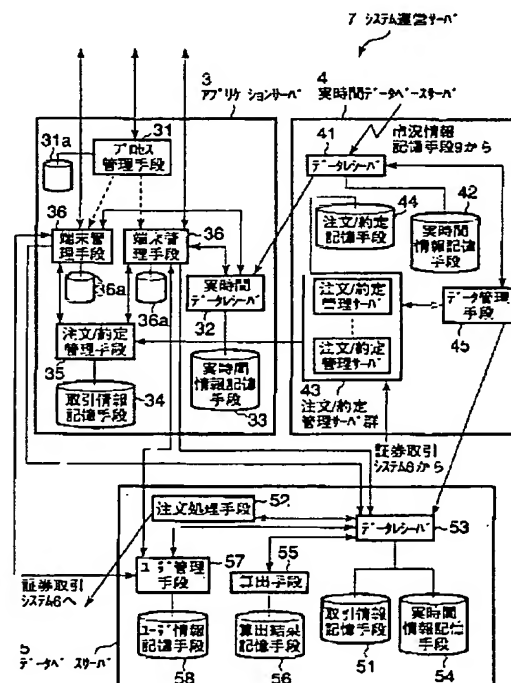 7 システム運営サーバ
3
アプリケーションサーバ
4
実時間データベースサーバ
31a
31
プロセス
管理手段
市況情報
記憶手段9から
41
データレシーバ
36
端末管
理手段
36
端末管
理手段
44
注文/約定
記憶手段
42
実時間
情報記憶
手段
36a
36a
実時間
データレシーバ
32
注文/約定
管理サーバ
注文/約定
管理サーバ
データ管理
手段
45
注文/約定
管理手段
35
34
取引情報
記憶手段
実時間
情報記憶
手段
33
43
注文/約定
管理サーバ群
証券取引
システム6から
注文処理手段
52
データレシーバ
53
ユーザ管理
手段
57
55
算出手段
証券取引
システム6へ
5
データベースサーバ
ユーザ情報
記憶手段
58
算出結果
記憶手段
56
取引情報
記憶手段
51
実時間
情報記憶
手段
54